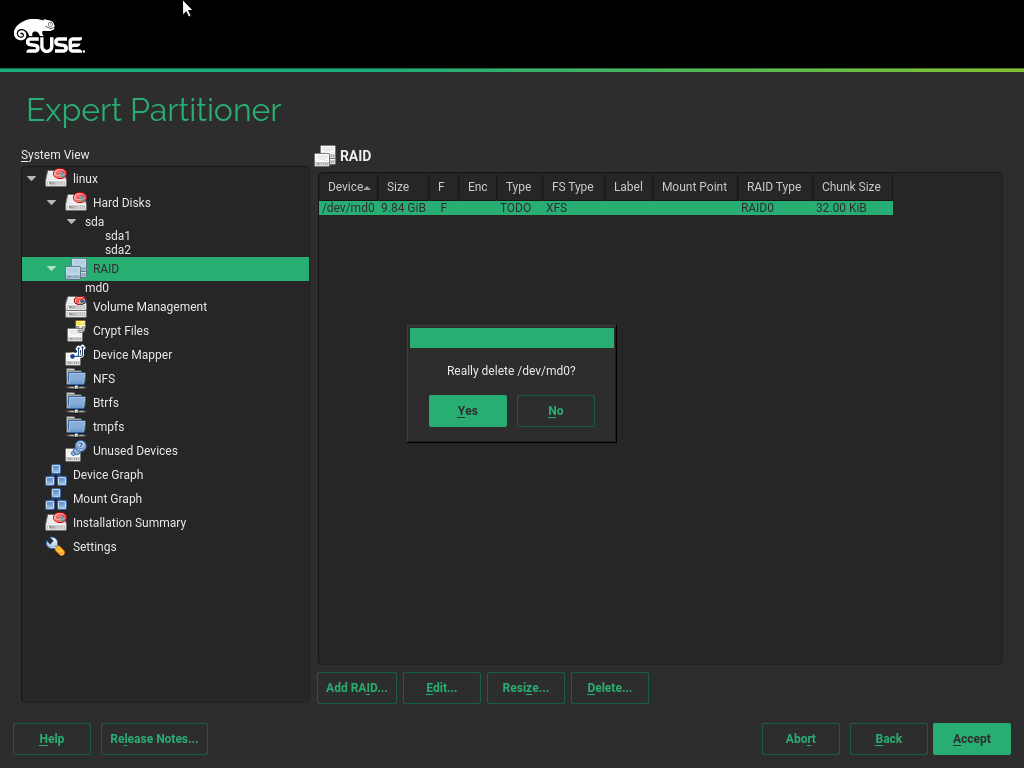 SUSE.
Expert Partitioner
System View
linux
Hard Disks
sda
sda1
sda2
RAID
md0
Volume Management
Crypt Files
Device Mapper
NFS
Btrfs
tmpfs
Unused Devices
Device Graph
Mount Graph
Installation Summary
Settings
RAID
Device Size F Enc Type FS Type Label Mount Point RAID Type Chunk Size
/dev/md0 9.84 GiB F TODO XFS RAID0 32.00 KiB
Really delete /dev/md0?
Yes No
Add RAID... Edit... Resize... Delete...
Help Release Notes... Abort Back Accept